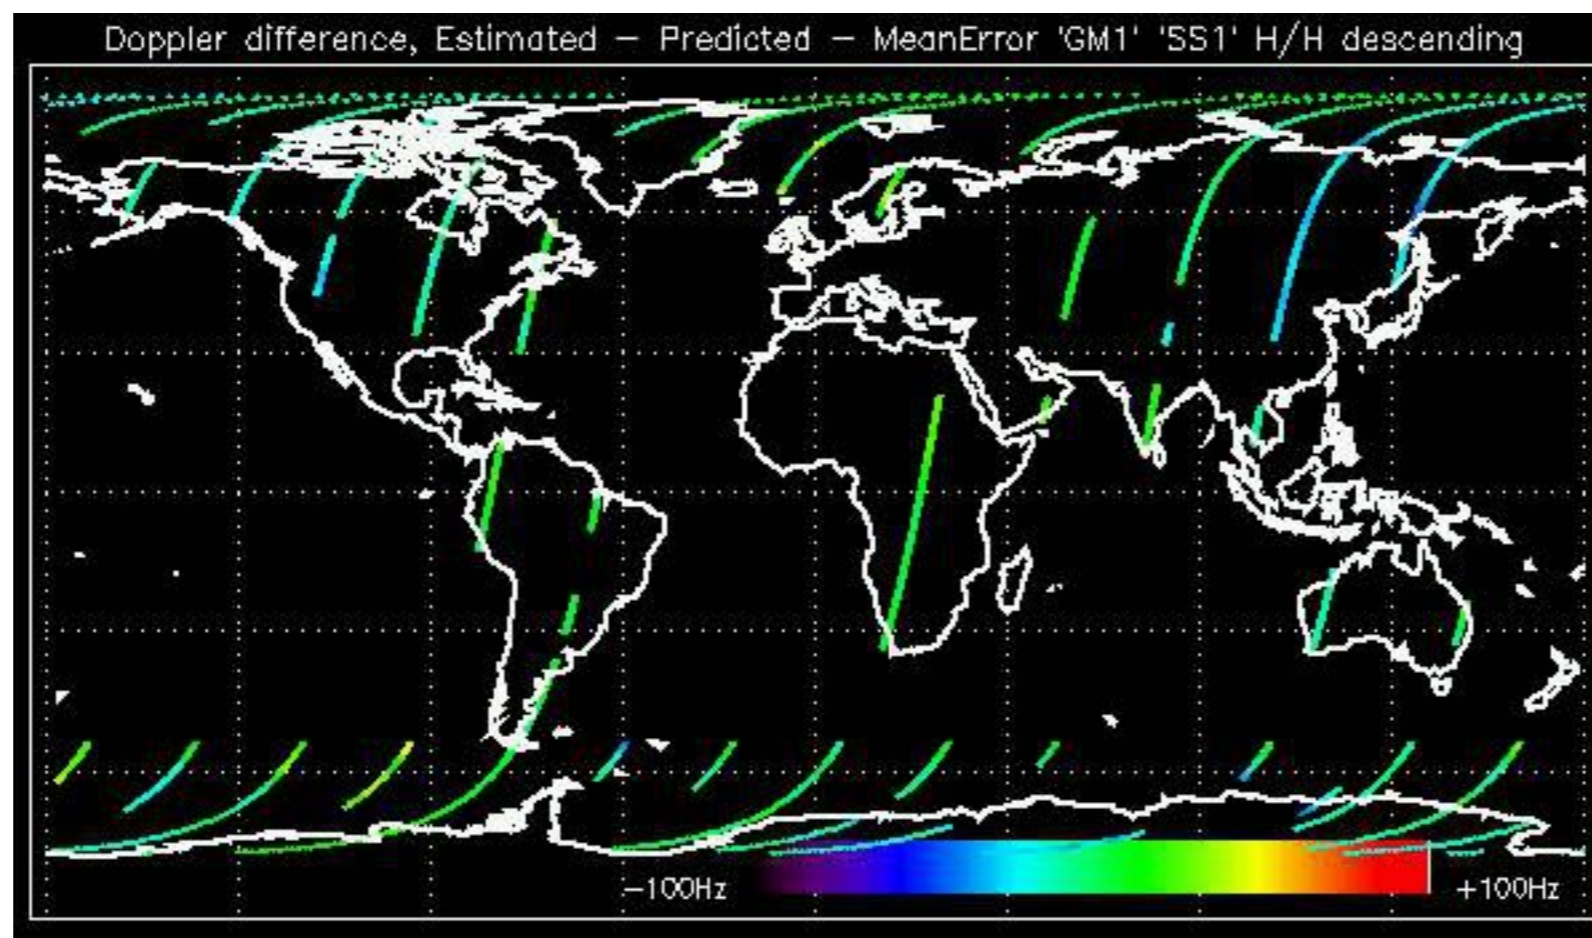 Doppler difference, Estimated – Predicted – MeanError 'GM1' 'SS1' H/H descending
−100Hz
+100Hz